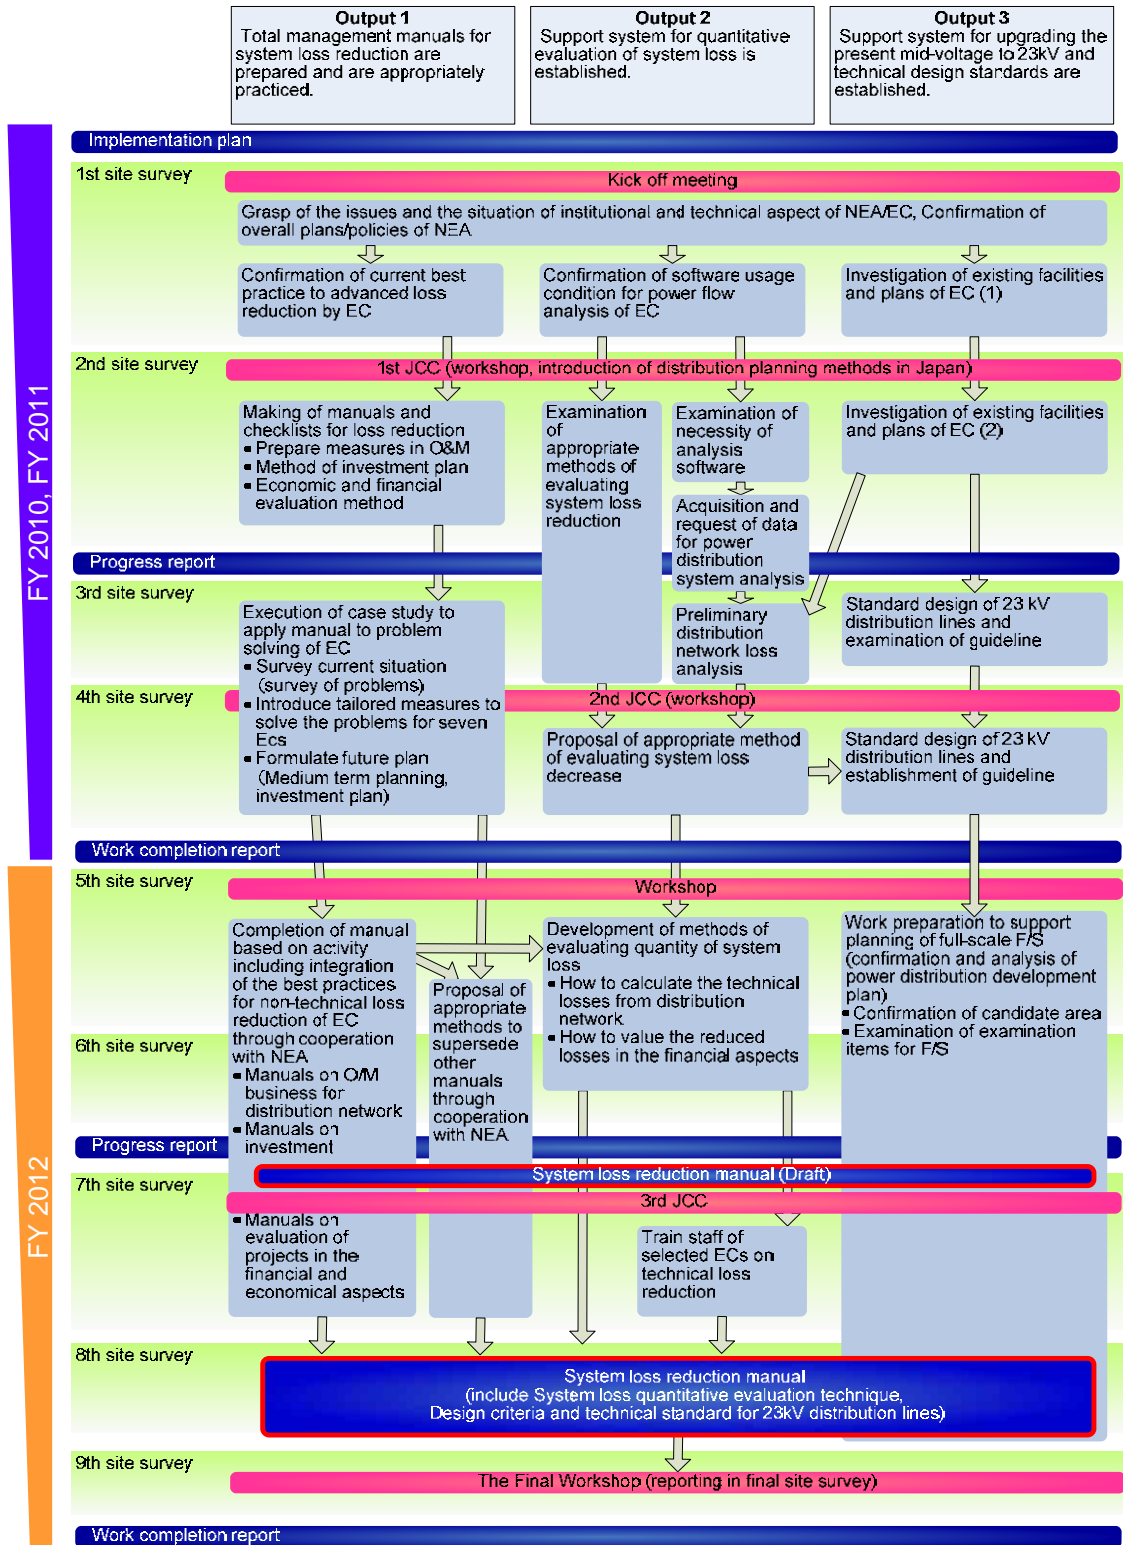 Output 1
Total management manuals for
system loss reduction are
prepared and are appropriately
practiced.
Output 2
Support system for quantitative
evaluation of system loss is
established.
Output 3
Support system for upgrading the
present mid-voltage to 23kV and
technical design standards are
established.
FY 2010, FY 2011
Implementation plan
1st site survey
Kick off meeting
Grasp of the issues and the situation of institutional and technical aspect of NEA/EC, Confirmation of
overall plans/policies of NEA
Confirmation of current best
practice to advanced loss
reduction by EC
Confirmation of software usage
condition for power flow
analysis of EC
Investigation of existing facilities
and plans of EC (1)
2nd site survey
1st JCC (workshop, introduction of distribution planning methods in Japan)
Making of manuals and
checklists for loss reduction
▪ Prepare measures in O&M
▪ Method of investment plan
▪ Economic and financial
evaluation method
Examination
of
appropriate
methods of
evaluating
system loss
reduction
Examination of
necessity of
analysis
software
Acquisition and
request of data
for power
distribution
system analysis
Investigation of existing facilities
and plans of EC (2)
Progress report
3rd site survey
Execution of case study to
apply manual to problem
solving of EC
▪ Survey current situation
(survey of problems)
▪ Introduce tailored measures to
solve the problems for seven
Ecs
▪ Formulate future plan
(Medium term planning,
investment plan)
Preliminary
distribution
network loss
analysis
Standard design of 23 kV
distribution lines and
examination of guideline
4th site survey
2nd JCC (workshop)
Proposal of appropriate method
of evaluating system loss
decrease
Standard design of 23 kV
distribution lines and
establishment of guideline
Work completion report
FY 2012
5th site survey
Workshop
Completion of manual
based on activity
including integration
of the best practices
for non-technical loss
reduction of EC
through cooperation
with NEA
▪ Manuals on O/M
business for
distribution network
▪ Manuals on
investment
Proposal of
appropriate
methods to
supersede
other
manuals
through
cooperation
with NEA
Development of methods of
evaluating quantity of system
loss
▪ How to calculate the technical
losses from distribution
network
▪ How to value the reduced
losses in the financial aspects
Work preparation to support
planning of full-scale F/S
(confirmation and analysis of
power distribution development
plan)
▪ Confirmation of candidate area
▪ Examination of examination
items for F/S
6th site survey
Progress report
System loss reduction manual (Draft)
7th site survey
3rd JCC
▪ Manuals on
evaluation of
projects in the
financial and
economical aspects
Train staff of
selected ECs on
technical loss
reduction
8th site survey
System loss reduction manual
(include System loss quantitative evaluation technique,
Design criteria and technical standard for 23kV distribution lines)
9th site survey
The Final Workshop (reporting in final site survey)
Work completion report